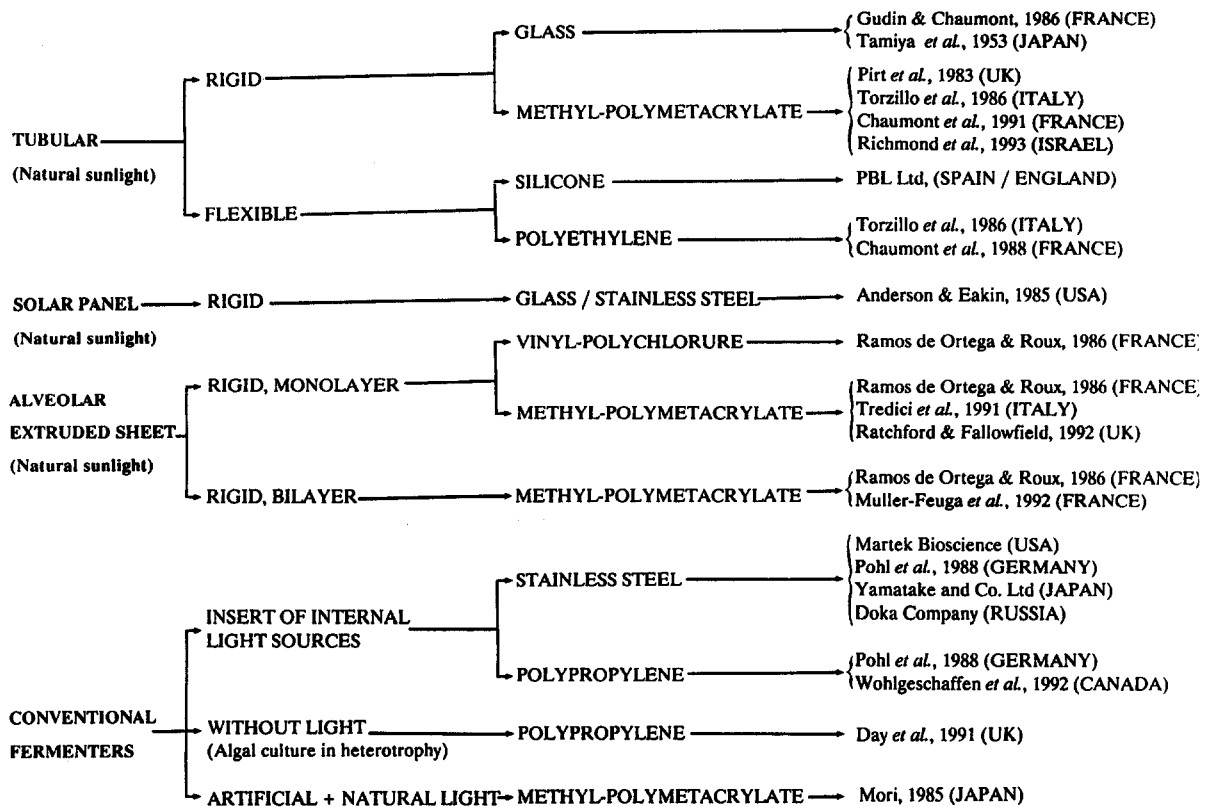 GLASS
Gudin & Chaumont, 1986 (FRANCE)
Tamiya et al., 1953 (JAPAN)
RIGID
METHYL-POLYMETACRYLATE
Pirt et al., 1983 (UK)
Torzillo et al., 1986 (ITALY)
Chaumont et al., 1991 (FRANCE)
Richmond et al., 1993 (ISRAEL)
TUBULAR
(Natural sunlight)
SILICONE
PBL Ltd, (SPAIN / ENGLAND)
FLEXIBLE
POLYETHYLENE
Torzillo et al., 1986 (ITALY)
Chaumont et al., 1988 (FRANCE)
SOLAR PANEL
(Natural sunlight)
RIGID
GLASS / STAINLESS STEEL
Anderson & Eakin, 1985 (USA)
VINYL-POLYCHLORURE
Ramos de Ortega & Roux, 1986 (FRANCE)
RIGID, MONOLAYER
METHYL-POLYMETACRYLATE
Ramos de Ortega & Roux, 1986 (FRANCE)
Tredici et al., 1991 (ITALY)
Ratchford & Fallowfield, 1992 (UK)
ALVEOLAR
EXTRUDED SHEET
(Natural sunlight)
RIGID, BILAYER
METHYL-POLYMETACRYLATE
Ramos de Ortega & Roux, 1986 (FRANCE)
Muller-Feuga et al., 1992 (FRANCE)
STAINLESS STEEL
Martek Bioscience (USA)
Pohl et al., 1988 (GERMANY)
Yamatake and Co. Ltd (JAPAN)
Doka Company (RUSSIA)
INSERT OF INTERNAL
LIGHT SOURCES
POLYPROPYLENE
Pohl et al., 1988 (GERMANY)
Wohlgeschaffen et al., 1992 (CANADA)
CONVENTIONAL
FERMENTERS
WITHOUT LIGHT
(Algal culture in heterotrophy)
POLYPROPYLENE
Day et al., 1991 (UK)
ARTIFICIAL + NATURAL LIGHT
METHYL-POLYMETACRYLATE
Mori, 1985 (JAPAN)